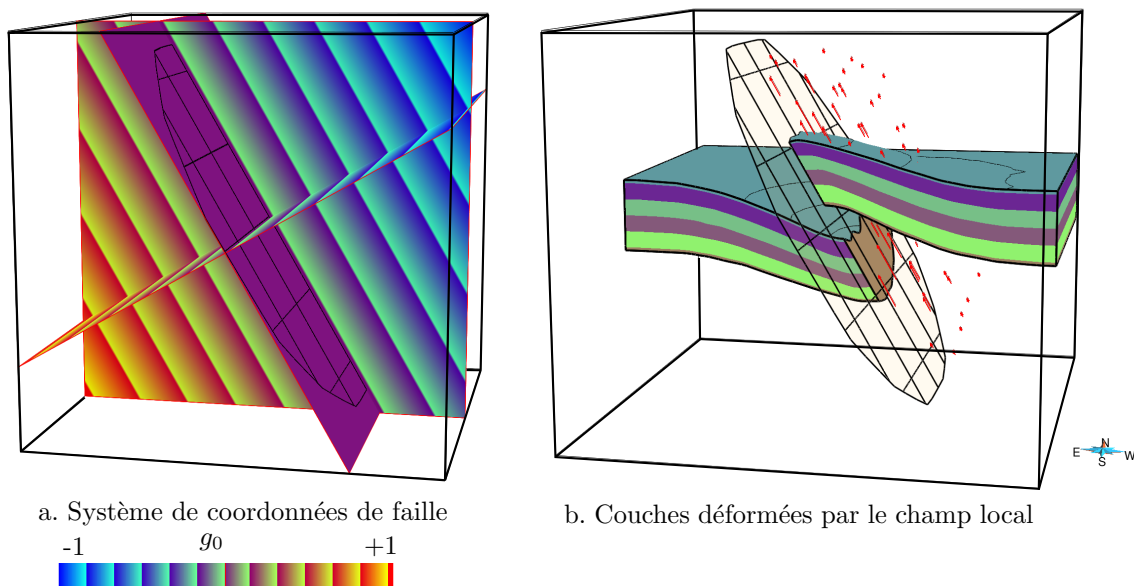 E N W
S
a. Système de coordonnées de faille
b. Couches déformées par le champ local
-1 g₀ +1